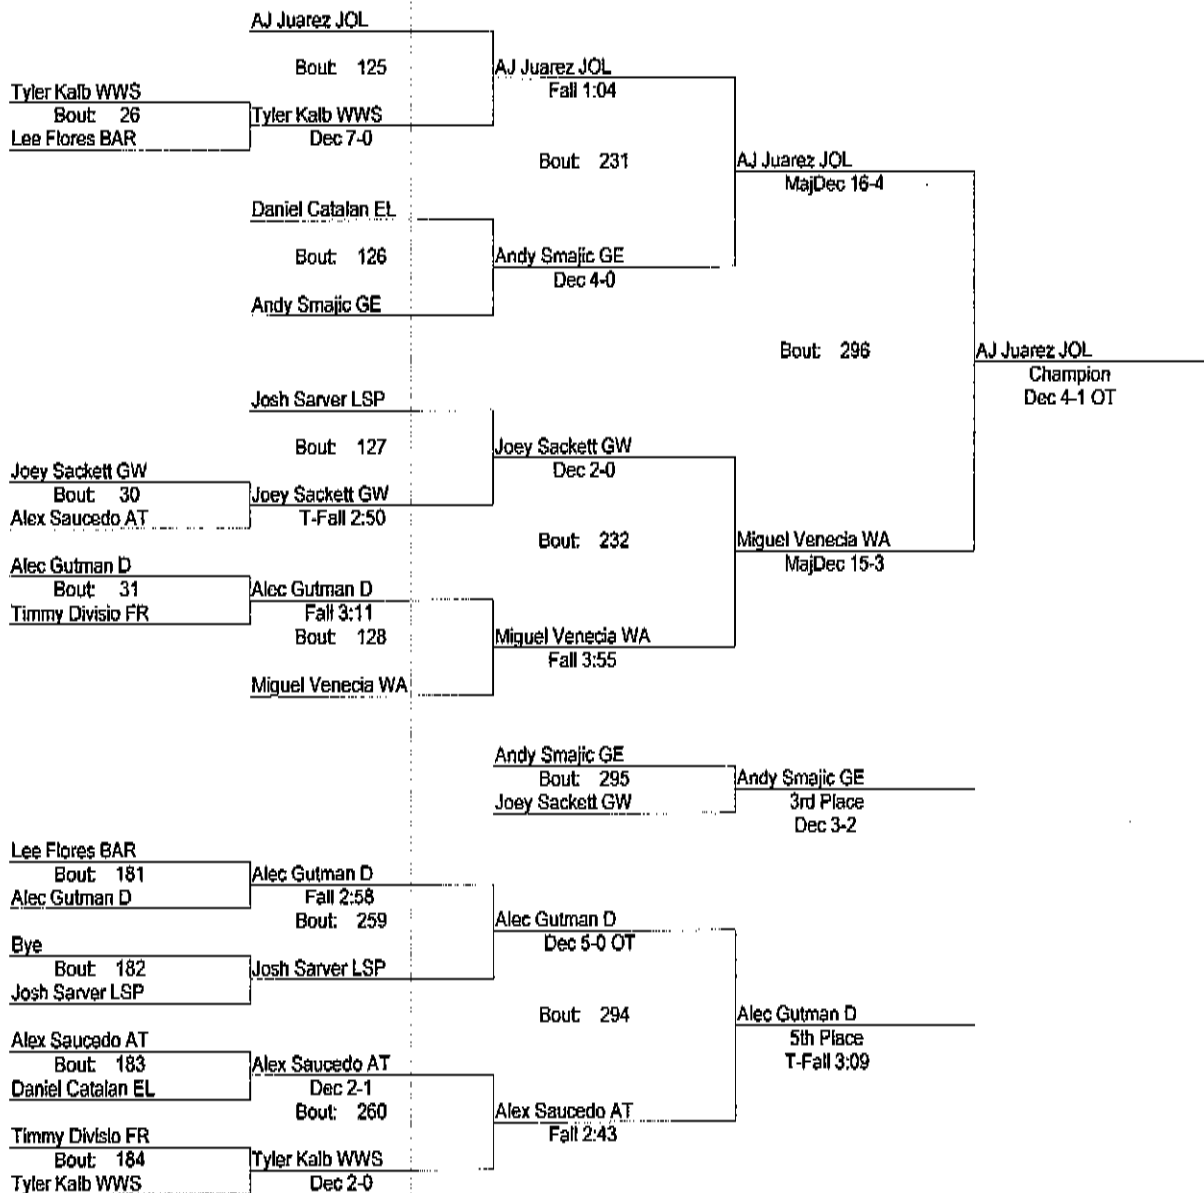 AJ Juarez JOL
Bout: 125
AJ Juarez JOL
Fall 1:04
Tyler Kalb WWS
Bout: 26
Lee Flores BAR
Tyler Kalb WWS
Dec 7-0
Bout: 231
AJ Juarez JOL
MajDec 16-4
Daniel Catalan EL
Bout: 126
Andy Smajic GE
Dec 4-0
Andy Smajic GE
Bout: 296
AJ Juarez JOL
Champion
Dec 4-1 OT
Josh Sarver LSP
Bout: 127
Joey Sackett GW
Dec 2-0
Joey Sackett GW
Bout: 30
Alex Saucedo AT
Joey Sackett GW
T-Fall 2:50
Bout: 232
Miguel Venecia WA
MajDec 15-3
Alec Gutman D
Bout: 31
Timmy Divisio FR
Alec Gutman D
Fall 3:11
Bout: 128
Miguel Venecia WA
Fall 3:55
Miguel Venecia WA
Andy Smajic GE
Bout: 295
Joey Sackett GW
Andy Smajic GE
3rd Place
Dec 3-2
Lee Flores BAR
Bout: 181
Alec Gutman D
Alec Gutman D
Fall 2:58
Bout: 259
Alec Gutman D
Dec 5-0 OT
Bye
Bout: 182
Josh Sarver LSP
Josh Sarver LSP
Bout: 294
Alec Gutman D
5th Place
T-Fall 3:09
Alex Saucedo AT
Bout: 183
Daniel Catalan EL
Alex Saucedo AT
Dec 2-1
Bout: 260
Alex Saucedo AT
Fall 2:43
Timmy Divisio FR
Bout: 184
Tyler Kalb WWS
Tyler Kalb WWS
Dec 2-0